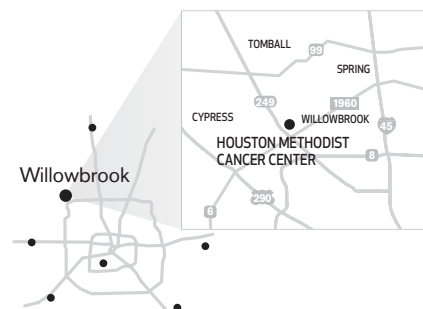 TOMBALL
99
SPRING
249
1960
CYPRESS
WILLOWBROOK
45
HOUSTON METHODIST
CANCER CENTER
8
Willowbrook
290
6